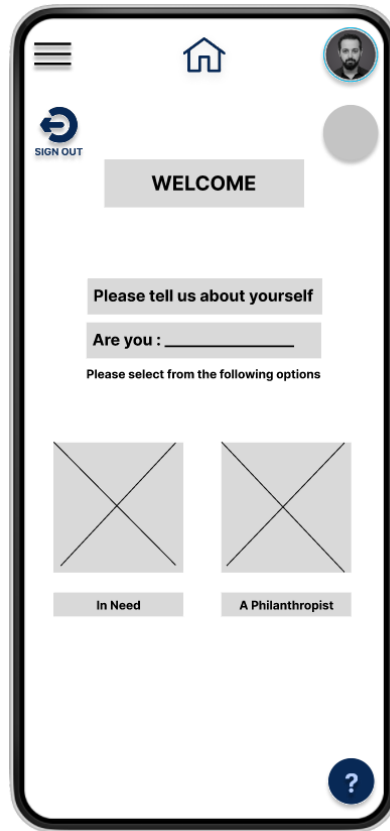 SIGN OUT
WELCOME
Please tell us about yourself
Are you : ______________
Please select from the following options
In Need
A Philanthropist
?